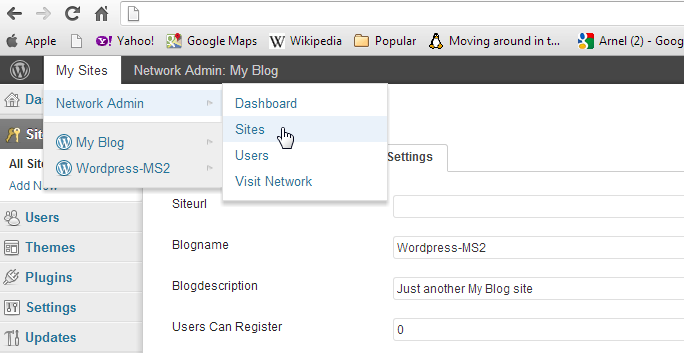 Apple Yahoo! Google Maps Wikipedia Popular Moving around in t... Arnel (2) - Goog
My Sites Network Admin: My Blog
Network Admin
My Blog
Wordpress-MS2
Dashboard
Sites
Users
Visit Network
Da
Sit
All Site
Add New
Users
Themes
Plugins
Settings
Updates
Settings
Siteurl
Blogname Wordpress-MS2
Blogdescription Just another My Blog site
Users Can Register 0